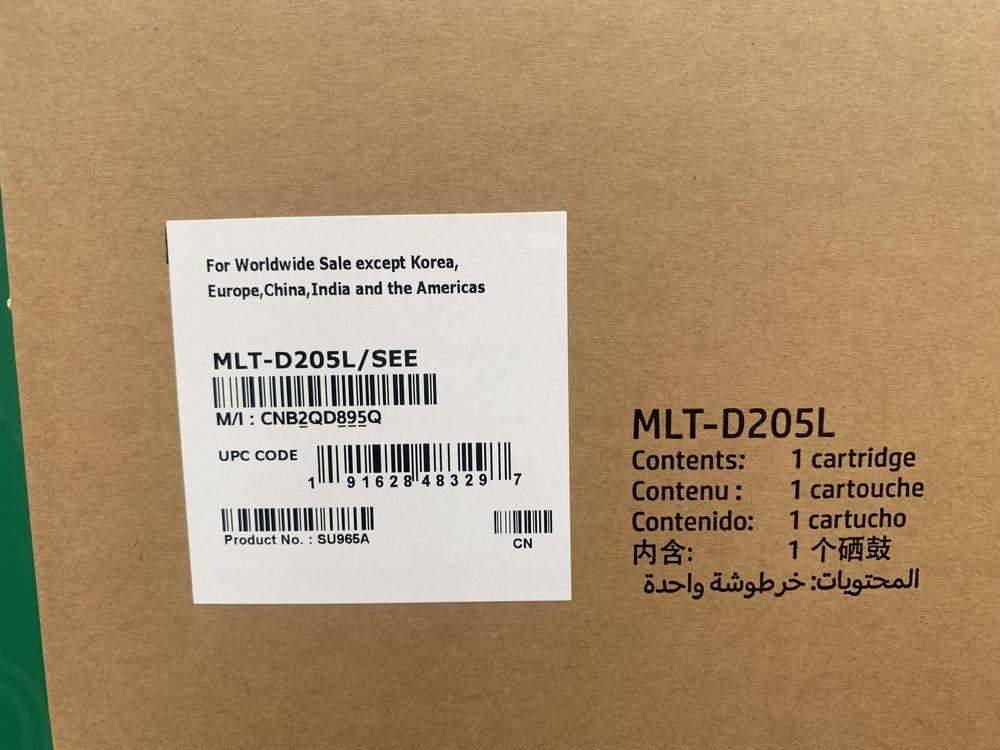 For Worldwide Sale except Korea,
Europe,China,India and the Americas
MLT-D205L/SEE
M/I : CNB2QD895Q
UPC CODE
1 91628 48329 7
Product No. : SU965A
CN
MLT-D205L
Contents: 1 cartridge
Contenu : 1 cartouche
Contenido: 1 cartucho
内含: 1 个硒鼓
المحتويات: خرطوشة واحدة